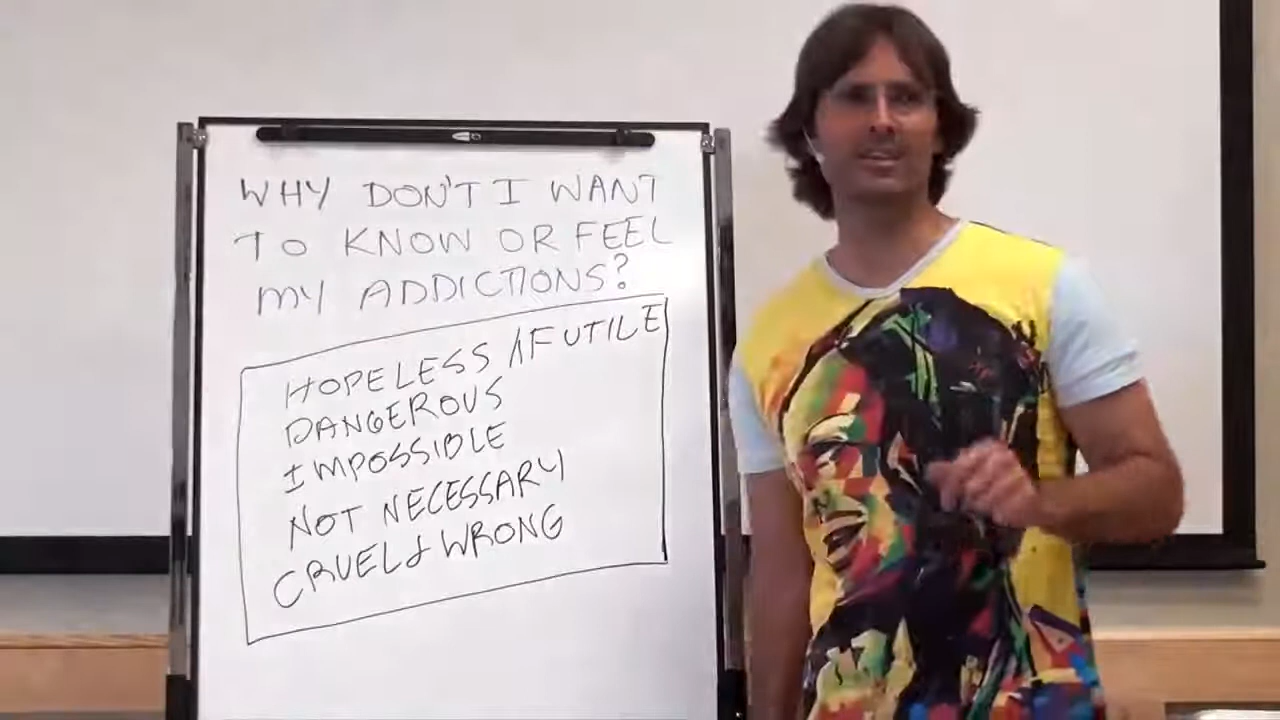 WHY DON'T I WANT
TO KNOW OR FEEL
MY ADDICTIONS?
HOPELESS / FUTILE
DANGEROUS
IMPOSSIBLE
NOT NECESSARY
CRUEL & WRONG